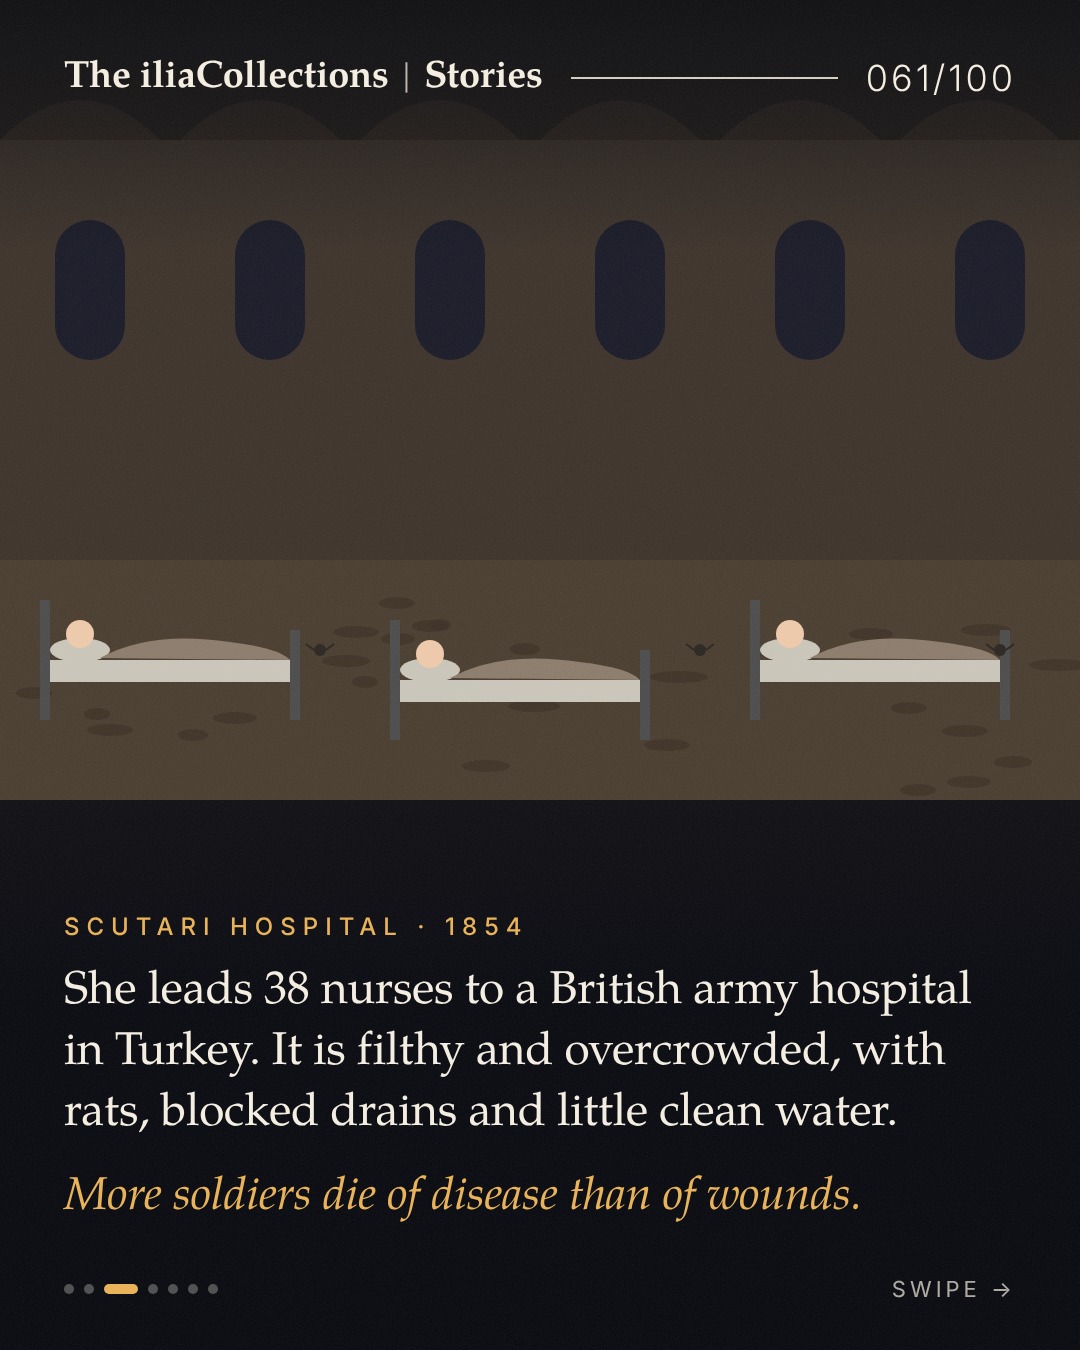 The iliaCollections | Stories 061/100
SCUTARI HOSPITAL · 1854
She leads 38 nurses to a British army hospital
in Turkey. It is filthy and overcrowded, with
rats, blocked drains and little clean water.
More soldiers die of disease than of wounds.
SWIPE →